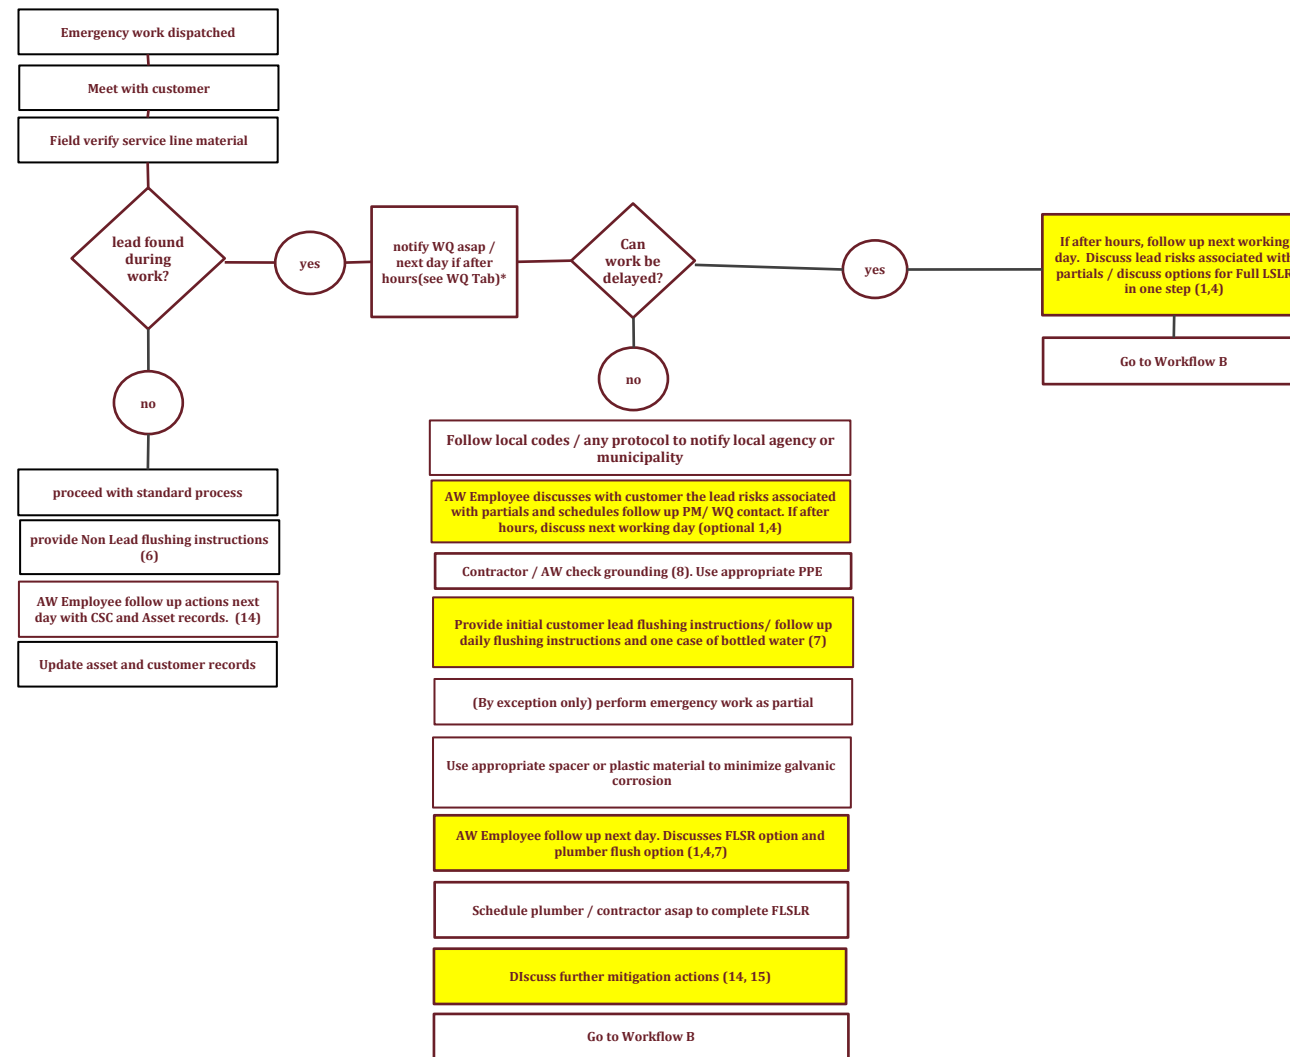 Emergency work dispatched
Meet with customer
Field verify service line material
lead found
during
work?
yes
notify WQ asap /
next day if after
hours(see WQ Tab)*
Can
work be
delayed?
yes
If after hours, follow up next working
day. Discuss lead risks associated with
partials / discuss options for Full LSLR
in one step (1,4)
Go to Workflow B
no
proceed with standard process
provide Non Lead flushing instructions
(6)
AW Employee follow up actions next
day with CSC and Asset records. (14)
Update asset and customer records
no
Follow local codes / any protocol to notify local agency or
municipality
AW Employee discusses with customer the lead risks associated
with partials and schedules follow up PM/ WQ contact. If after
hours, discuss next working day (optional 1,4)
Contractor / AW check grounding (8). Use appropriate PPE
Provide initial customer lead flushing instructions/ follow up
daily flushing instructions and one case of bottled water (7)
(By exception only) perform emergency work as partial
Use appropriate spacer or plastic material to minimize galvanic
corrosion
AW Employee follow up next day. Discusses FLSR option and
plumber flush option (1,4,7)
Schedule plumber / contractor asap to complete FLSLR
DIscuss further mitigation actions (14, 15)
Go to Workflow B